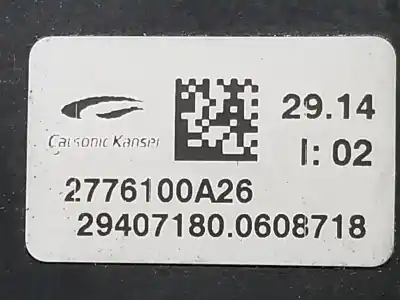 Calsonic Kansei
29.14
I: 02
2776100A26
29407180.0608718